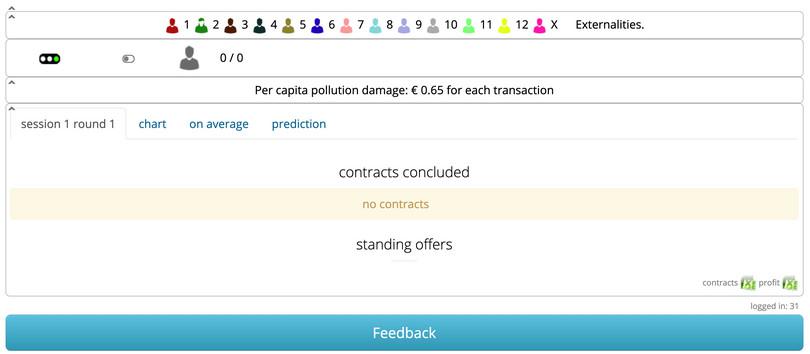 1 2 3 4 5 6 7 8 9 10 11 12 X Externalities.
0 / 0
Per capita pollution damage: € 0.65 for each transaction
session 1 round 1 chart on average prediction
contracts concluded
no contracts
standing offers
contracts profit
logged in: 31
Feedback